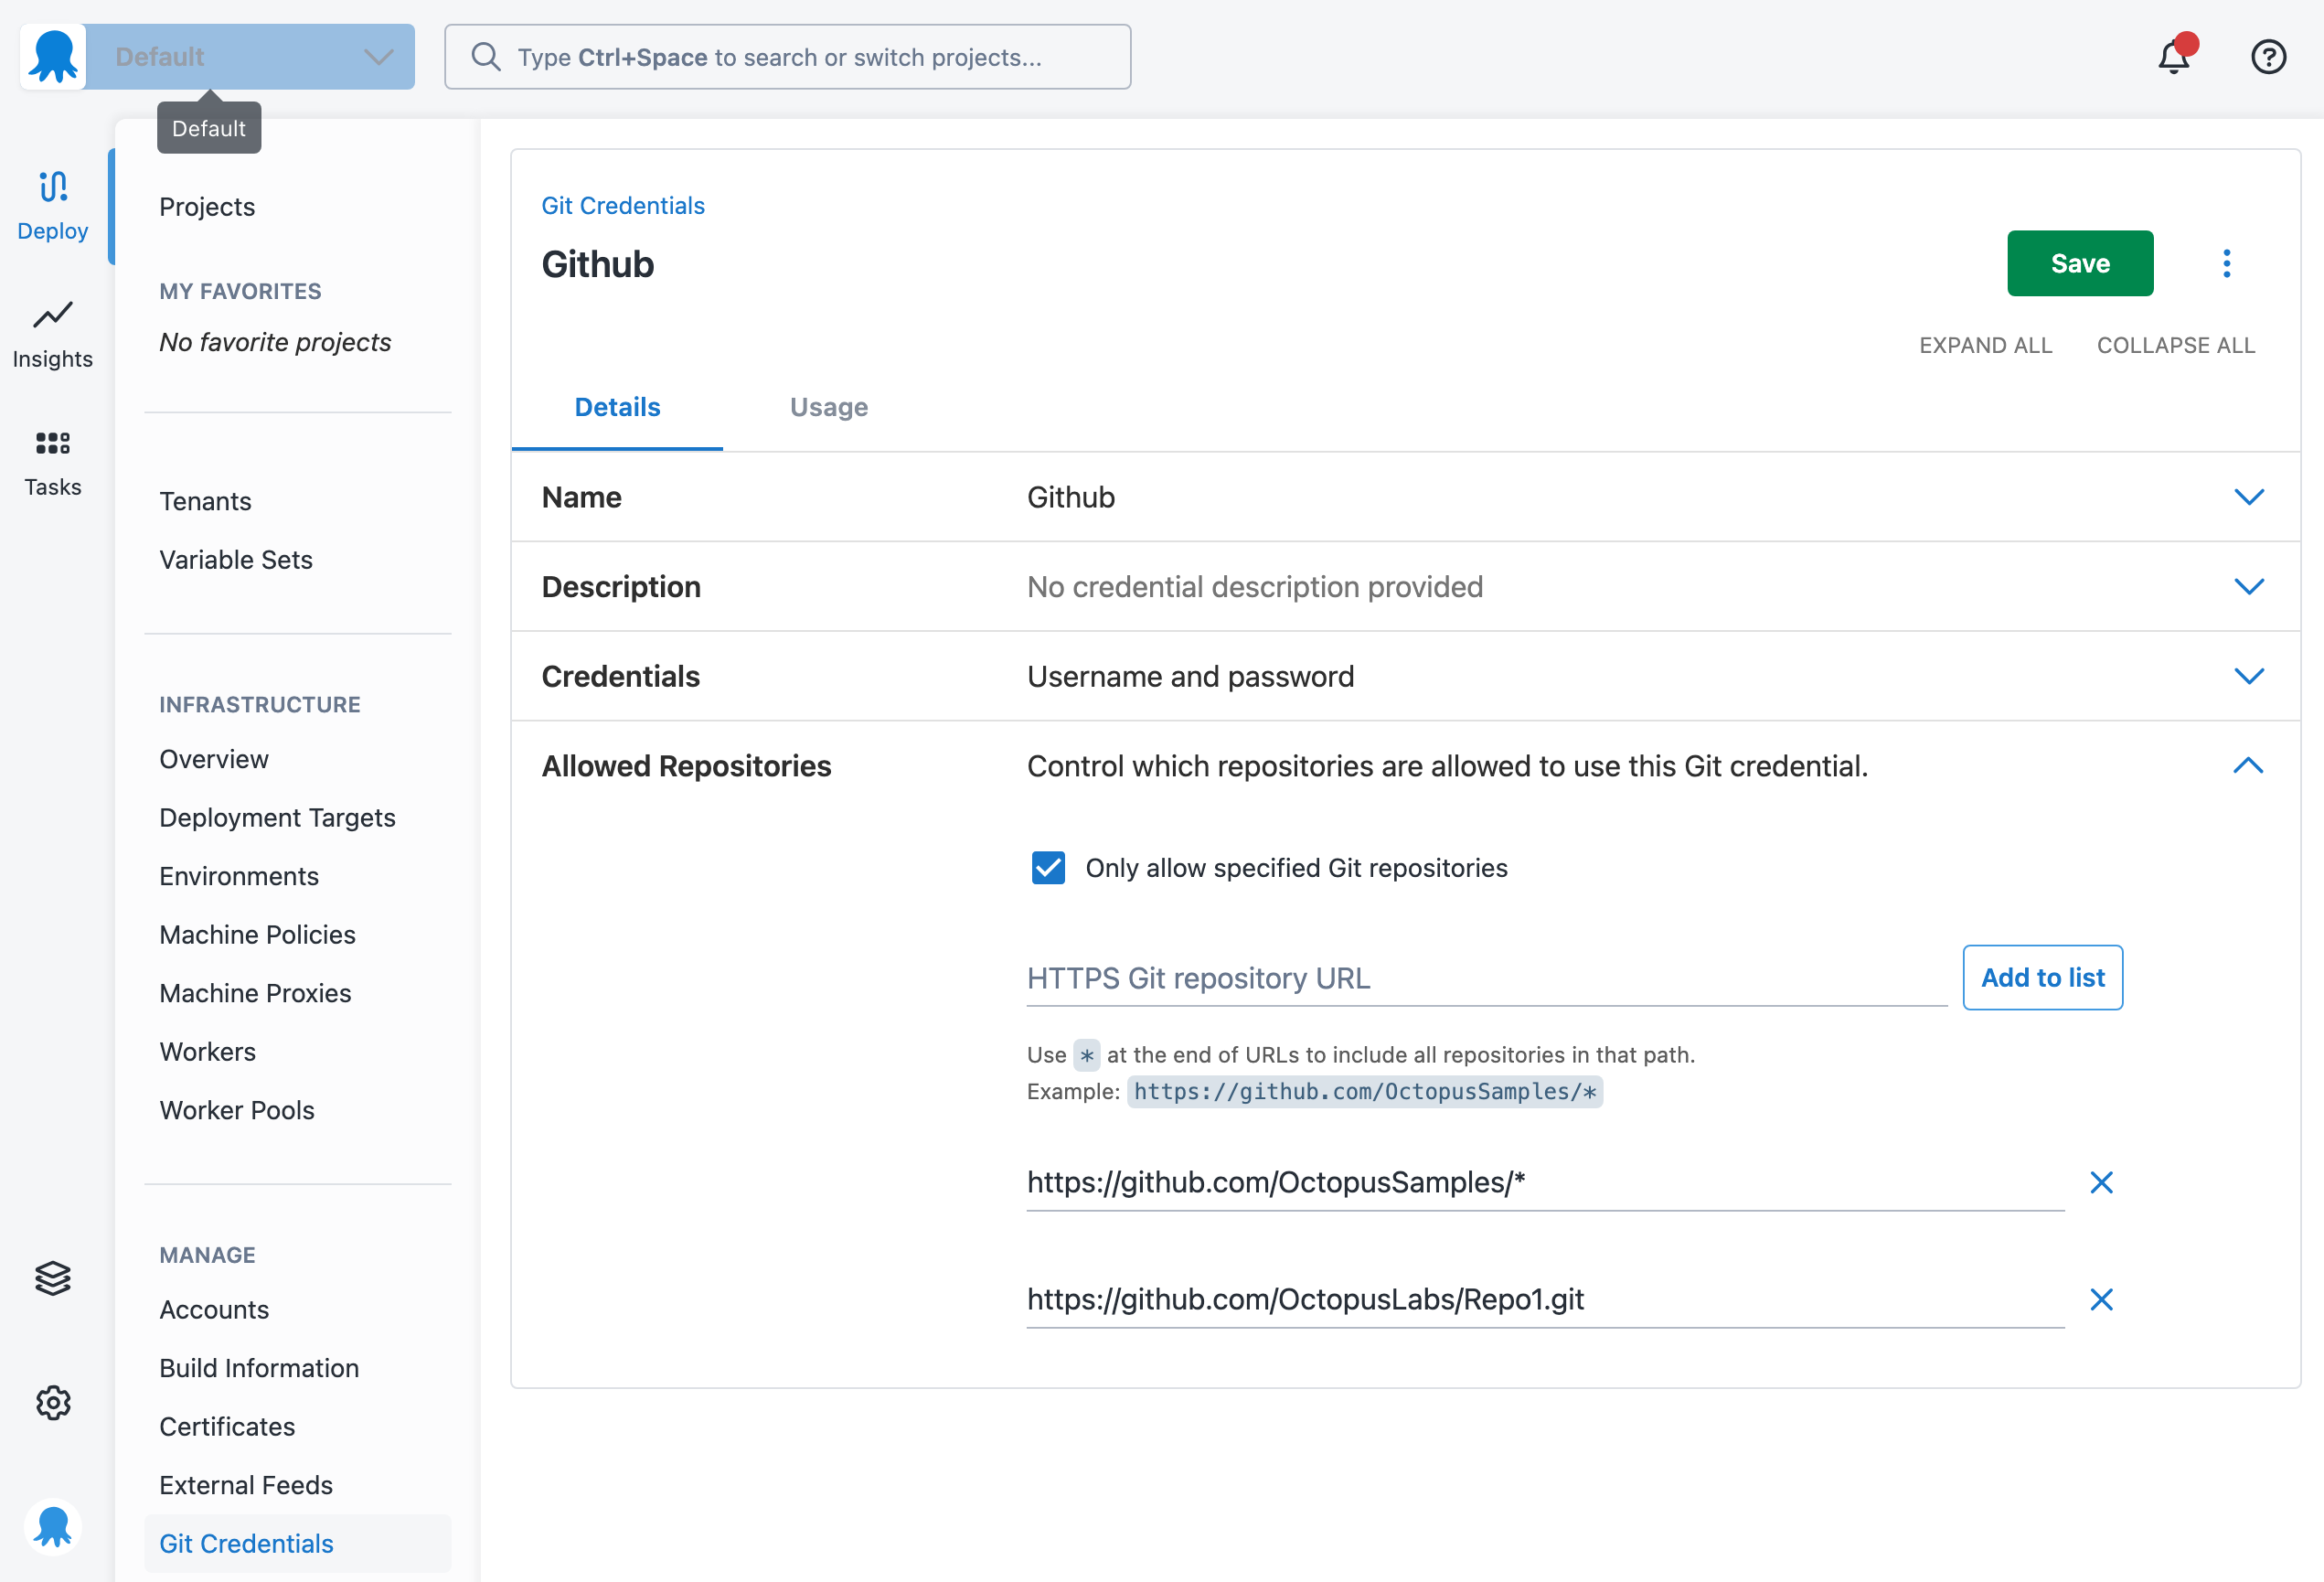 Default
Type Ctrl+Space to search or switch projects...
Default
Deploy
Insights
Tasks
Projects
MY FAVORITES
No favorite projects
Tenants
Variable Sets
INFRASTRUCTURE
Overview
Deployment Targets
Environments
Machine Policies
Machine Proxies
Workers
Worker Pools
MANAGE
Accounts
Build Information
Certificates
External Feeds
Git Credentials
Git Credentials
Github
Save
EXPAND ALL COLLAPSE ALL
Details Usage
Name Github
Description No credential description provided
Credentials Username and password
Allowed Repositories Control which repositories are allowed to use this Git credential.
Only allow specified Git repositories
HTTPS Git repository URL Add to list
Use * at the end of URLs to include all repositories in that path.
Example: https://github.com/OctopusSamples/*
https://github.com/OctopusSamples/*
https://github.com/OctopusLabs/Repo1.git